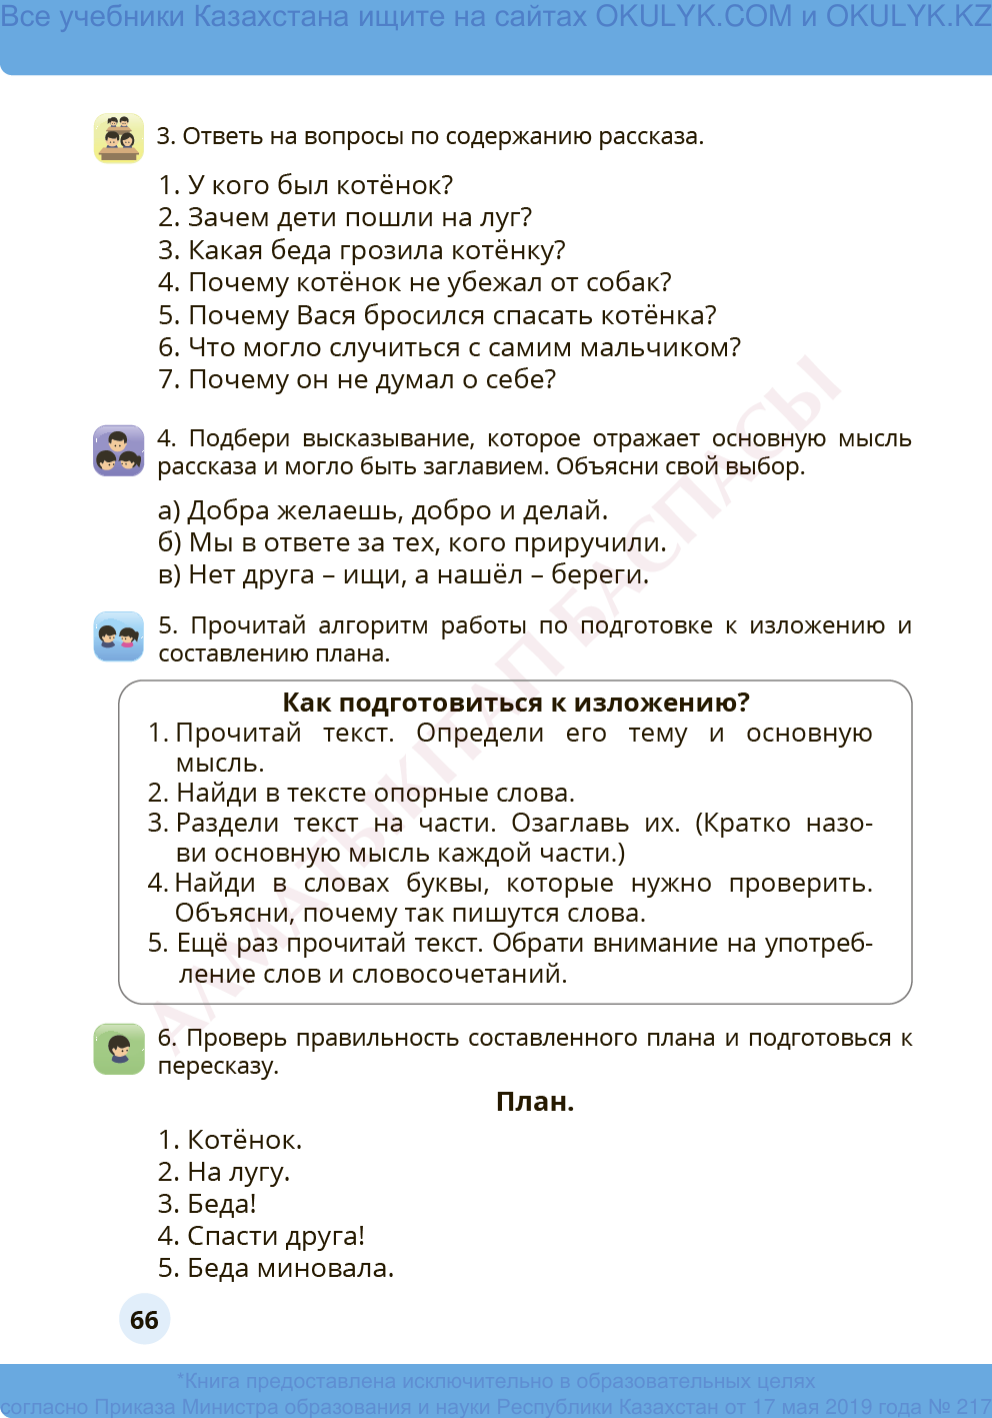 Все учебники Казахстана ищите на сайтах OKULYK.COM и OKULYK.KZ
3. Ответь на вопросы по содержанию рассказа.
1. У кого был котёнок?
2. Зачем дети пошли на луг?
3. Какая беда грозила котёнку?
4. Почему котёнок не убежал от собак?
5. Почему Вася бросился спасать котёнка?
6. Что могло случиться с самим мальчиком?
7. Почему он не думал о себе?
4. Подбери высказывание, которое отражает основную мысль
рассказа и могло быть заглавием. Объясни свой выбор.
а) Добра желаешь, добро и делай.
б) Мы в ответе за тех, кого приручили.
в) Нет друга – ищи, а нашёл – береги.
5. Прочитай алгоритм работы по подготовке к изложению и
составлению плана.
Как подготовиться к изложению?
1. Прочитай текст. Определи его тему и основную
мысль.
2. Найди в тексте опорные слова.
3. Раздели текст на части. Озаглавь их. (Кратко назо-
ви основную мысль каждой части.)
4. Найди в словах буквы, которые нужно проверить.
Объясни, почему так пишутся слова.
5. Ещё раз прочитай текст. Обрати внимание на употреб-
ление слов и словосочетаний.
6. Проверь правильность составленного плана и подготовься к
пересказу.
План.
1. Котёнок.
2. На лугу.
3. Беда!
4. Спасти друга!
5. Беда миновала.
66
АЛМАТЫКІТАП БАСПАСЫ
*Книга предоставлена исключительно в образовательных целях
согласно Приказа Министра образования и науки Республики Казахстан от 17 мая 2019 года № 217